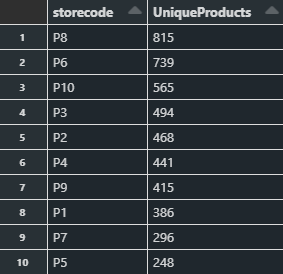 storecode UniqueProducts
1 P8 815
2 P6 739
3 P10 565
4 P3 494
5 P2 468
6 P4 441
7 P9 415
8 P1 386
9 P7 296
10 P5 248